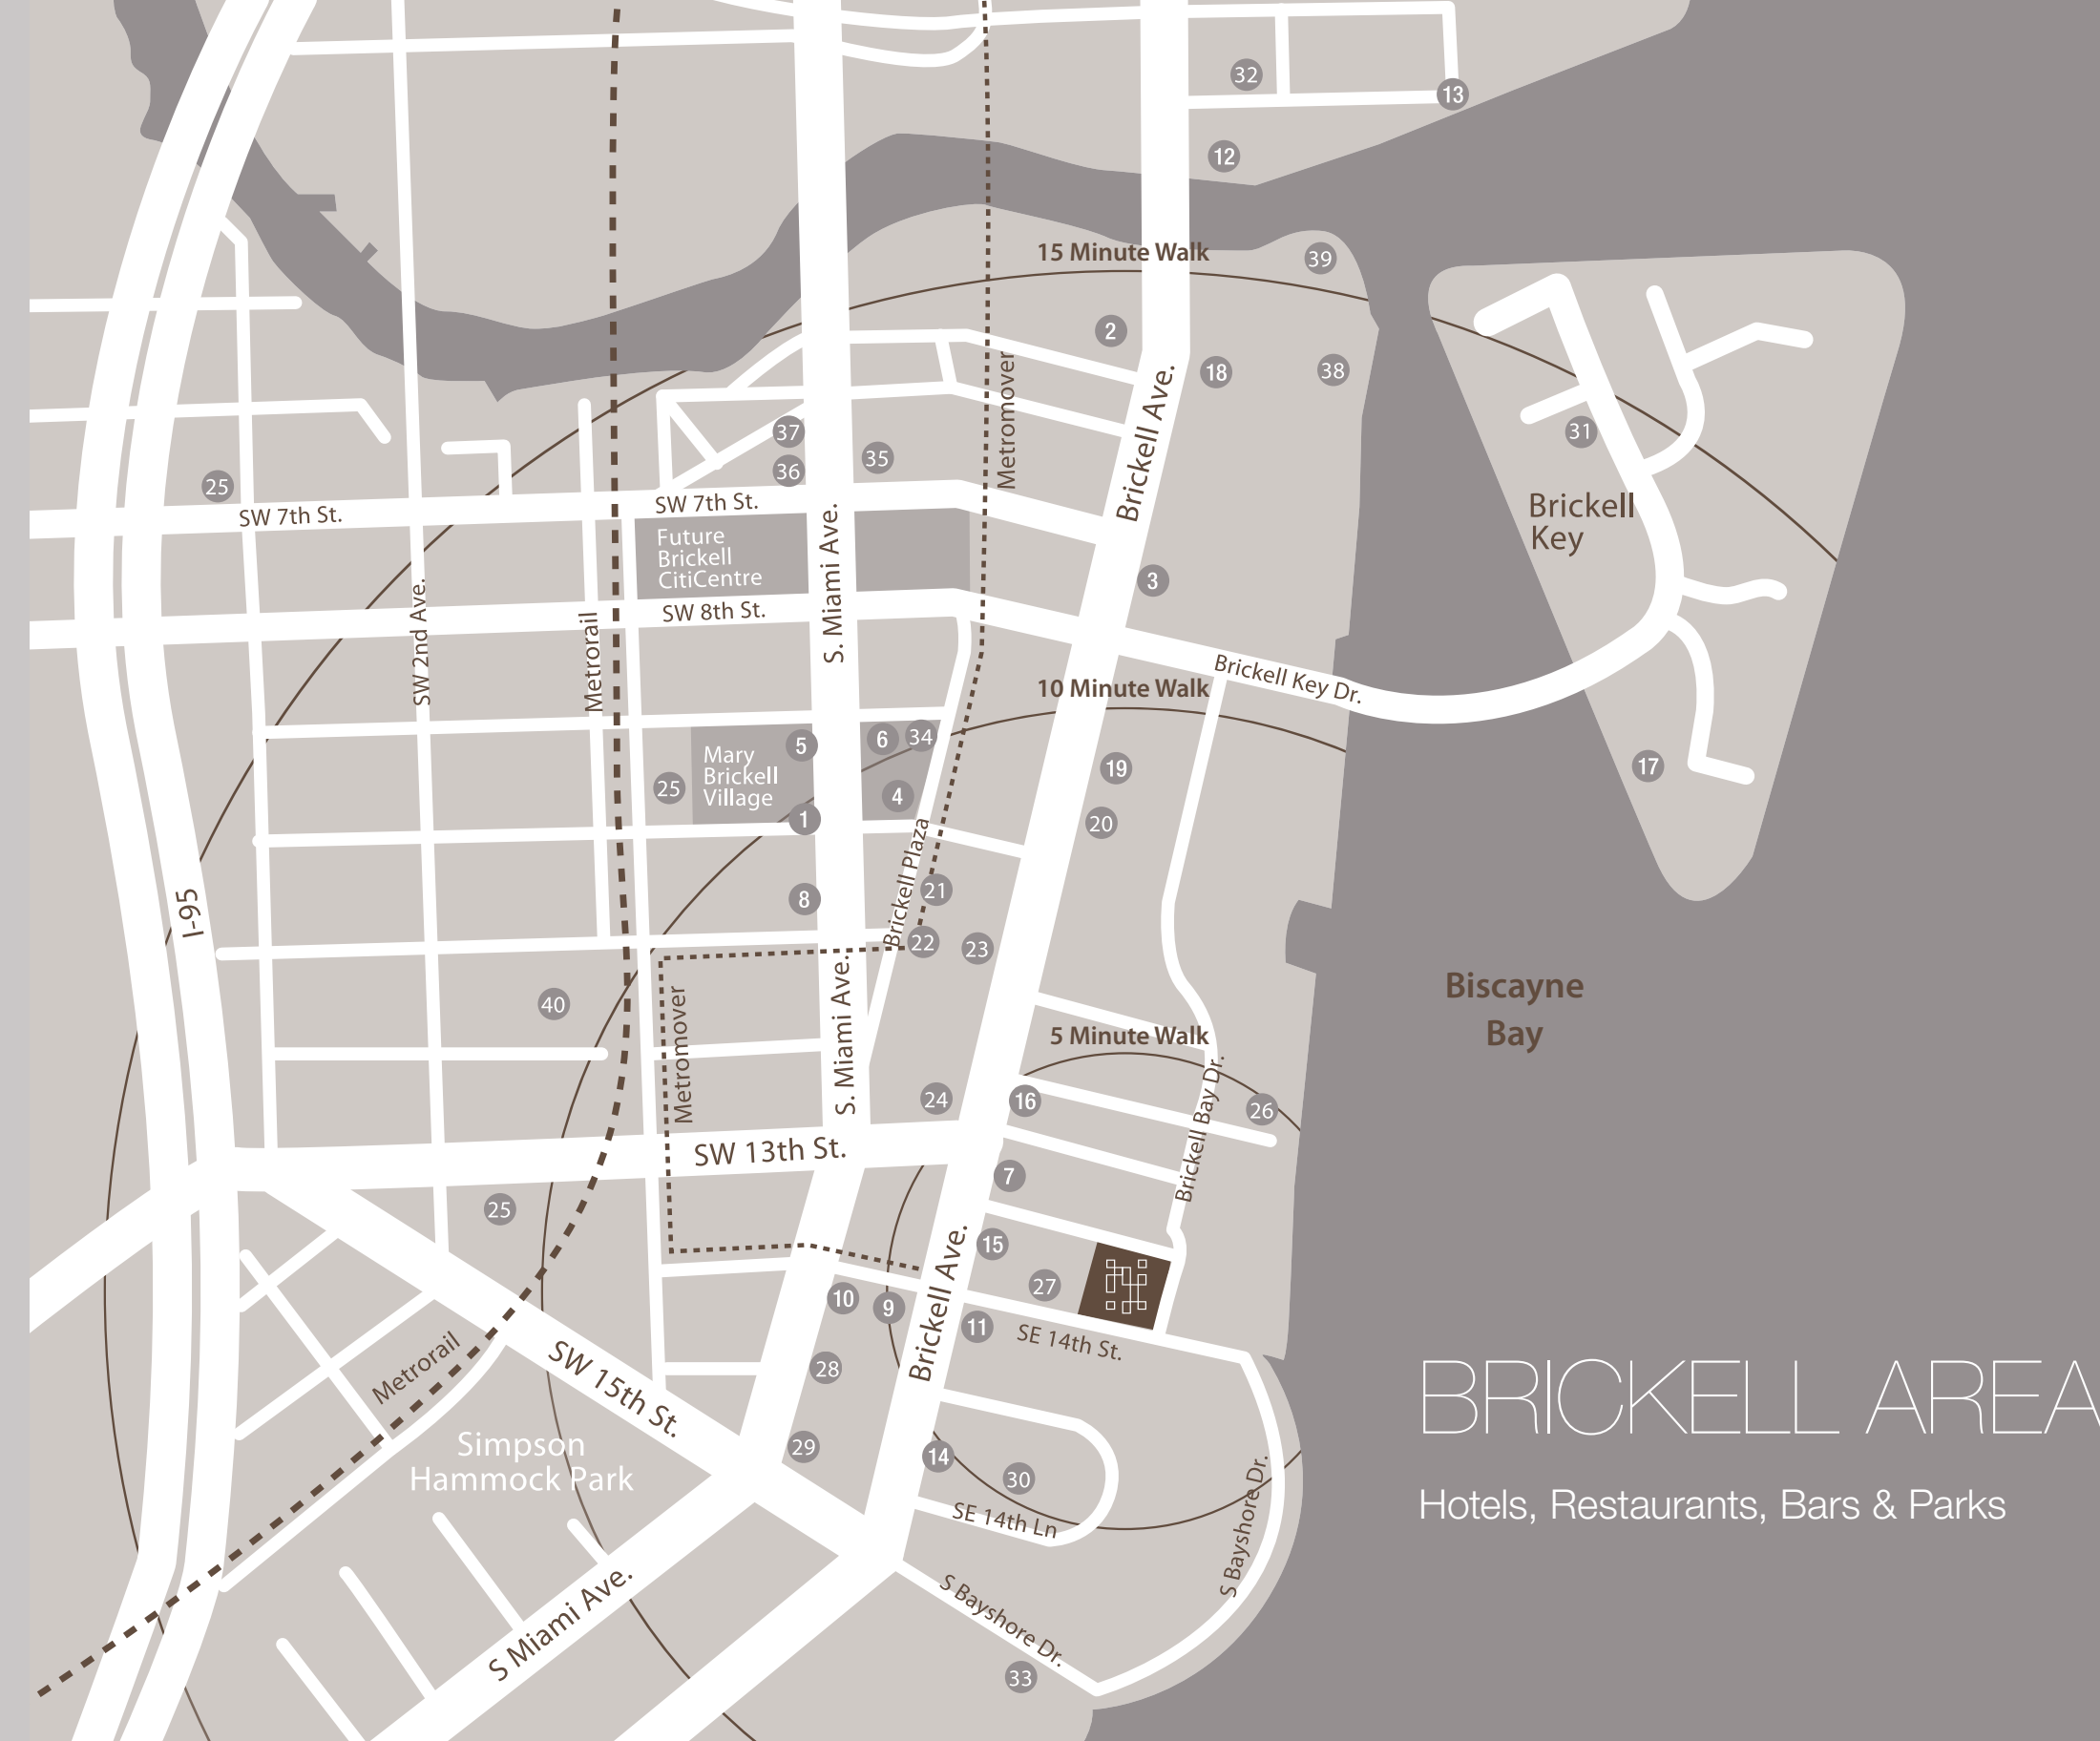 32
13
12
15 Minute Walk
39
2
18
38
Metromover
Brickell Ave.
37
36
35
31
25
SW 7th St.
SW 7th St.
Brickell
Key
Future
Brickell
CitiCentre
S. Miami Ave.
3
SW 2nd Ave.
Metrorail
SW 8th St.
Brickell Key Dr.
10 Minute Walk
5
6
34
Mary
Brickell
Village
25
4
19
17
1
20
Brickell Plaza
I-95
8
21
22
23
40
Metromover
S. Miami Ave.
Biscayne
Bay
5 Minute Walk
24
16
26
Brickell Bay Dr.
SW 13th St.
7
25
15
27
Brickell Ave.
10
9
11
SE 14th St.
28
Metrorail
SW 15th St.
29
14
30
Simpson
Hammock Park
SE 14th Ln
S Bayshore Dr.
S Miami Ave.
S Bayshore Dr.
33
BRICKELL AREA
Hotels, Restaurants, Bars & Parks